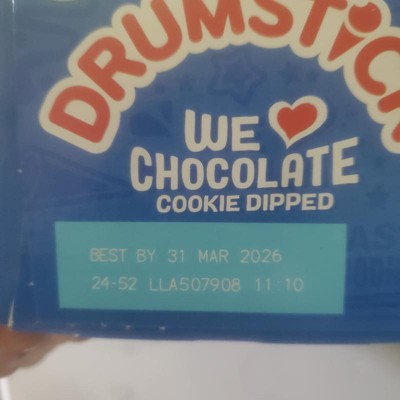 DRUMSTICK
WE
CHOCOLATE
COOKIE DIPPED
BEST BY 31 MAR 2026
24-52 LLA507908 11 10